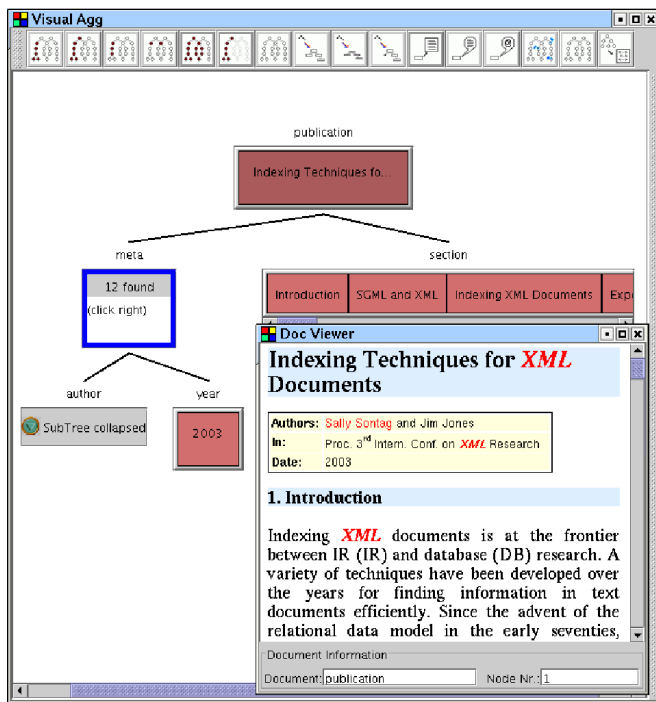 Visual Agg
publication
Indexing Techniques fo...
meta
section
12 found
(click right)
Introduction
SGML and XML
Indexing XML Documents
Expe
author
year
SubTree collapsed
2003
Doc Viewer
Indexing Techniques for XML
Documents
Authors: Sally Sontag and Jim Jones
In: Proc. 3rd Intern. Conf. on XML Research
Date: 2003
1. Introduction
Indexing XML documents is at the frontier
between IR (IR) and database (DB) research. A
variety of techniques have been developed over
the years for finding information in text
documents efficiently. Since the advent of the
relational data model in the early seventies,
Document Information
Document: publication Node Nr.: 1